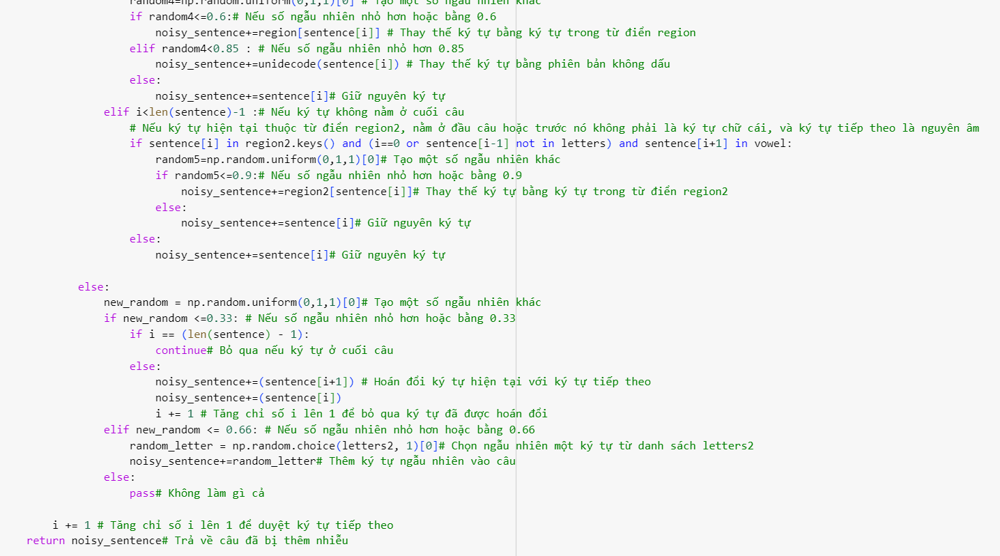 random4=np.random.uniform(0,1,1)[0] # Tạo một số ngẫu nhiên khác
if random4<=0.6:# Nếu số ngẫu nhiên nhỏ hơn hoặc bằng 0.6
noisy_sentence+=region[sentence[i]] # Thay thế ký tự bằng ký tự trong từ điển region
elif random4<0.85 : # Nếu số ngẫu nhiên nhỏ hơn 0.85
noisy_sentence+=unidecode(sentence[i]) # Thay thế ký tự bằng phiên bản không dấu
else:
noisy_sentence+=sentence[i]# Giữ nguyên ký tự
elif i<len(sentence)-1 :# Nếu ký tự không nằm ở cuối câu
# Nếu ký tự hiện tại thuộc từ điển region2, nằm ở đầu câu hoặc trước nó không phải là ký tự chữ cái, và ký tự tiếp theo là nguyên âm
if sentence[i] in region2.keys() and (i==0 or sentence[i-1] not in letters) and sentence[i+1] in vowel:
random5=np.random.uniform(0,1,1)[0]# Tạo một số ngẫu nhiên khác
if random5<=0.9:# Nếu số ngẫu nhiên nhỏ hơn hoặc bằng 0.9
noisy_sentence+=region2[sentence[i]]# Thay thế ký tự bằng ký tự trong từ điển region2
else:
noisy_sentence+=sentence[i]# Giữ nguyên ký tự
else:
noisy_sentence+=sentence[i]# Giữ nguyên ký tự
else:
new_random = np.random.uniform(0,1,1)[0]# Tạo một số ngẫu nhiên khác
if new_random <=0.33: # Nếu số ngẫu nhiên nhỏ hơn hoặc bằng 0.33
if i == (len(sentence) - 1):
continue# Bỏ qua nếu ký tự ở cuối câu
else:
noisy_sentence+=(sentence[i+1]) # Hoán đổi ký tự hiện tại với ký tự tiếp theo
noisy_sentence+=(sentence[i])
i += 1 # Tăng chỉ số i lên 1 để bỏ qua ký tự đã được hoán đổi
elif new_random <= 0.66: # Nếu số ngẫu nhiên nhỏ hơn hoặc bằng 0.66
random_letter = np.random.choice(letters2, 1)[0]# Chọn ngẫu nhiên một ký tự từ danh sách letters2
noisy_sentence+=random_letter# Thêm ký tự ngẫu nhiên vào câu
else:
pass# Không làm gì cả
i += 1 # Tăng chỉ số i lên 1 để duyệt ký tự tiếp theo
return noisy_sentence# Trả về câu đã bị thêm nhiễu